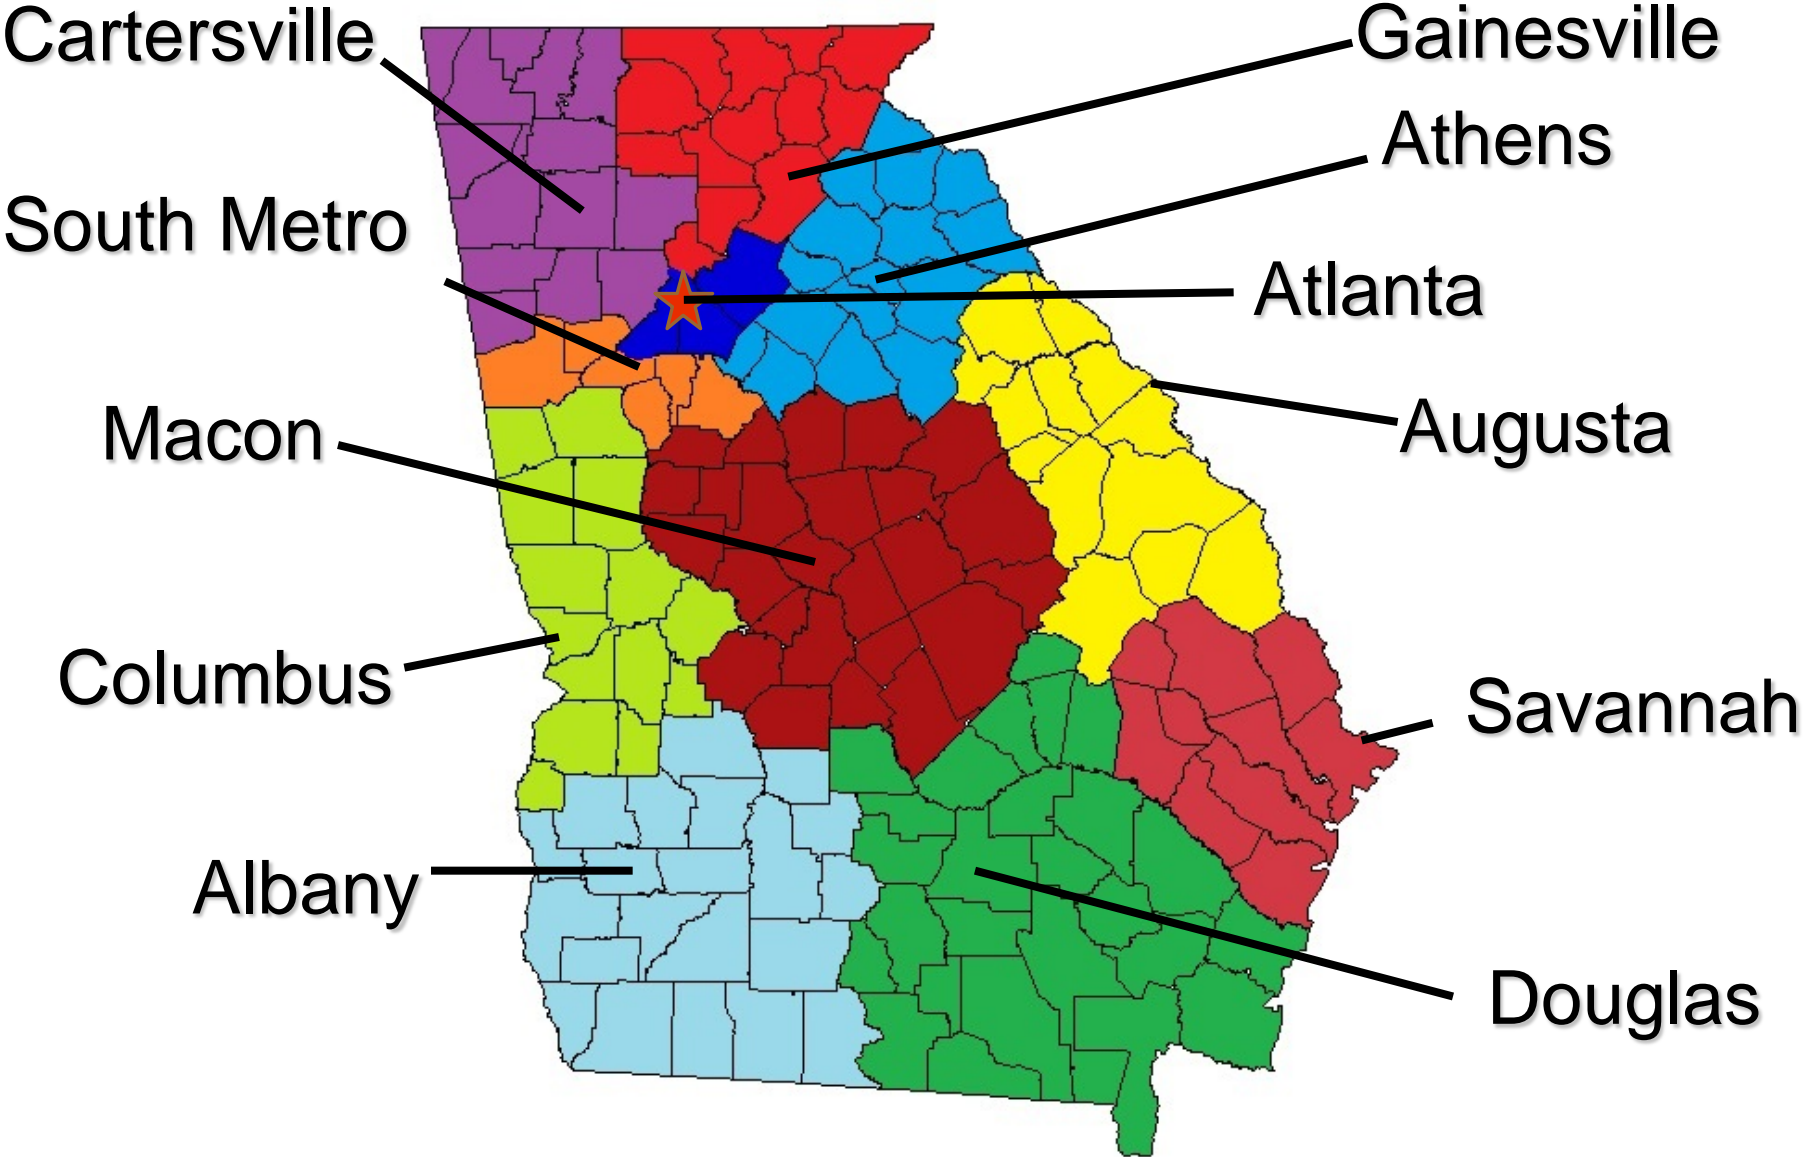 Cartersville
Gainesville
Athens
South Metro
Atlanta
Macon
Augusta
Columbus
Savannah
Albany
Douglas